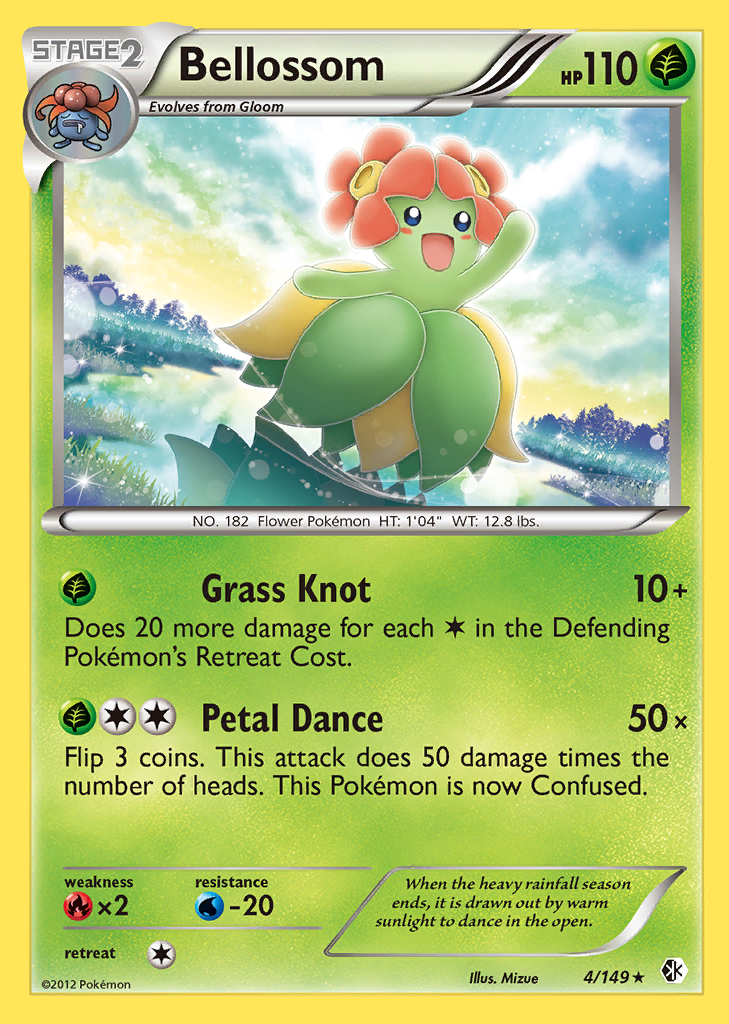 STAGE2
Bellossom
HP110
Evolves from Gloom
NO. 182 Flower Pokémon HT: 1'04" WT: 12.8 lbs.
Grass Knot 10+
Does 20 more damage for each in the Defending
Pokémon's Retreat Cost.
Petal Dance 50×
Flip 3 coins. This attack does 50 damage times the
number of heads. This Pokémon is now Confused.
weakness resistance
×2 -20
When the heavy rainfall season
ends, it is drawn out by warm
sunlight to dance in the open.
retreat
©2012 Pokémon
Illus. Mizue 4/149★